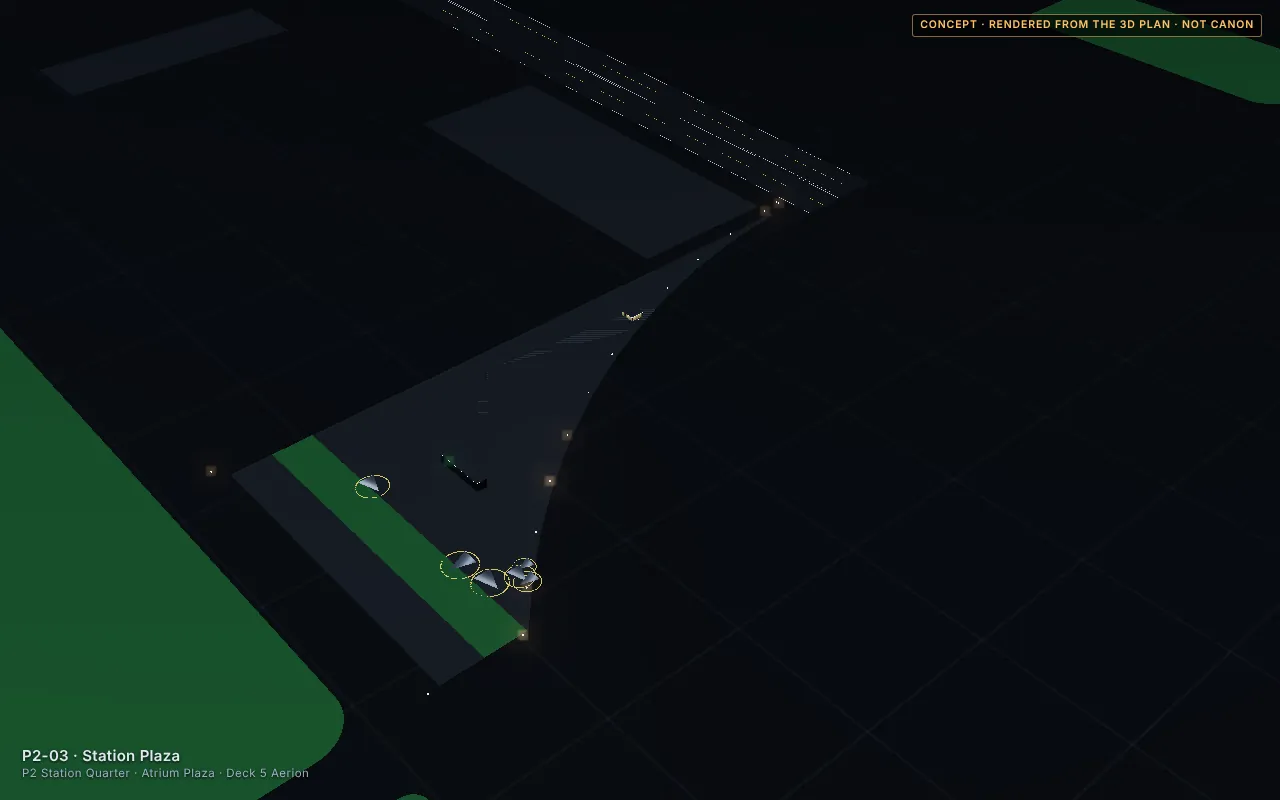 CONCEPT · RENDERED FROM THE 3D PLAN · NOT CANON
P2-03 · Station Plaza
P2 Station Quarter · Atrium Plaza · Deck 5 Aerion